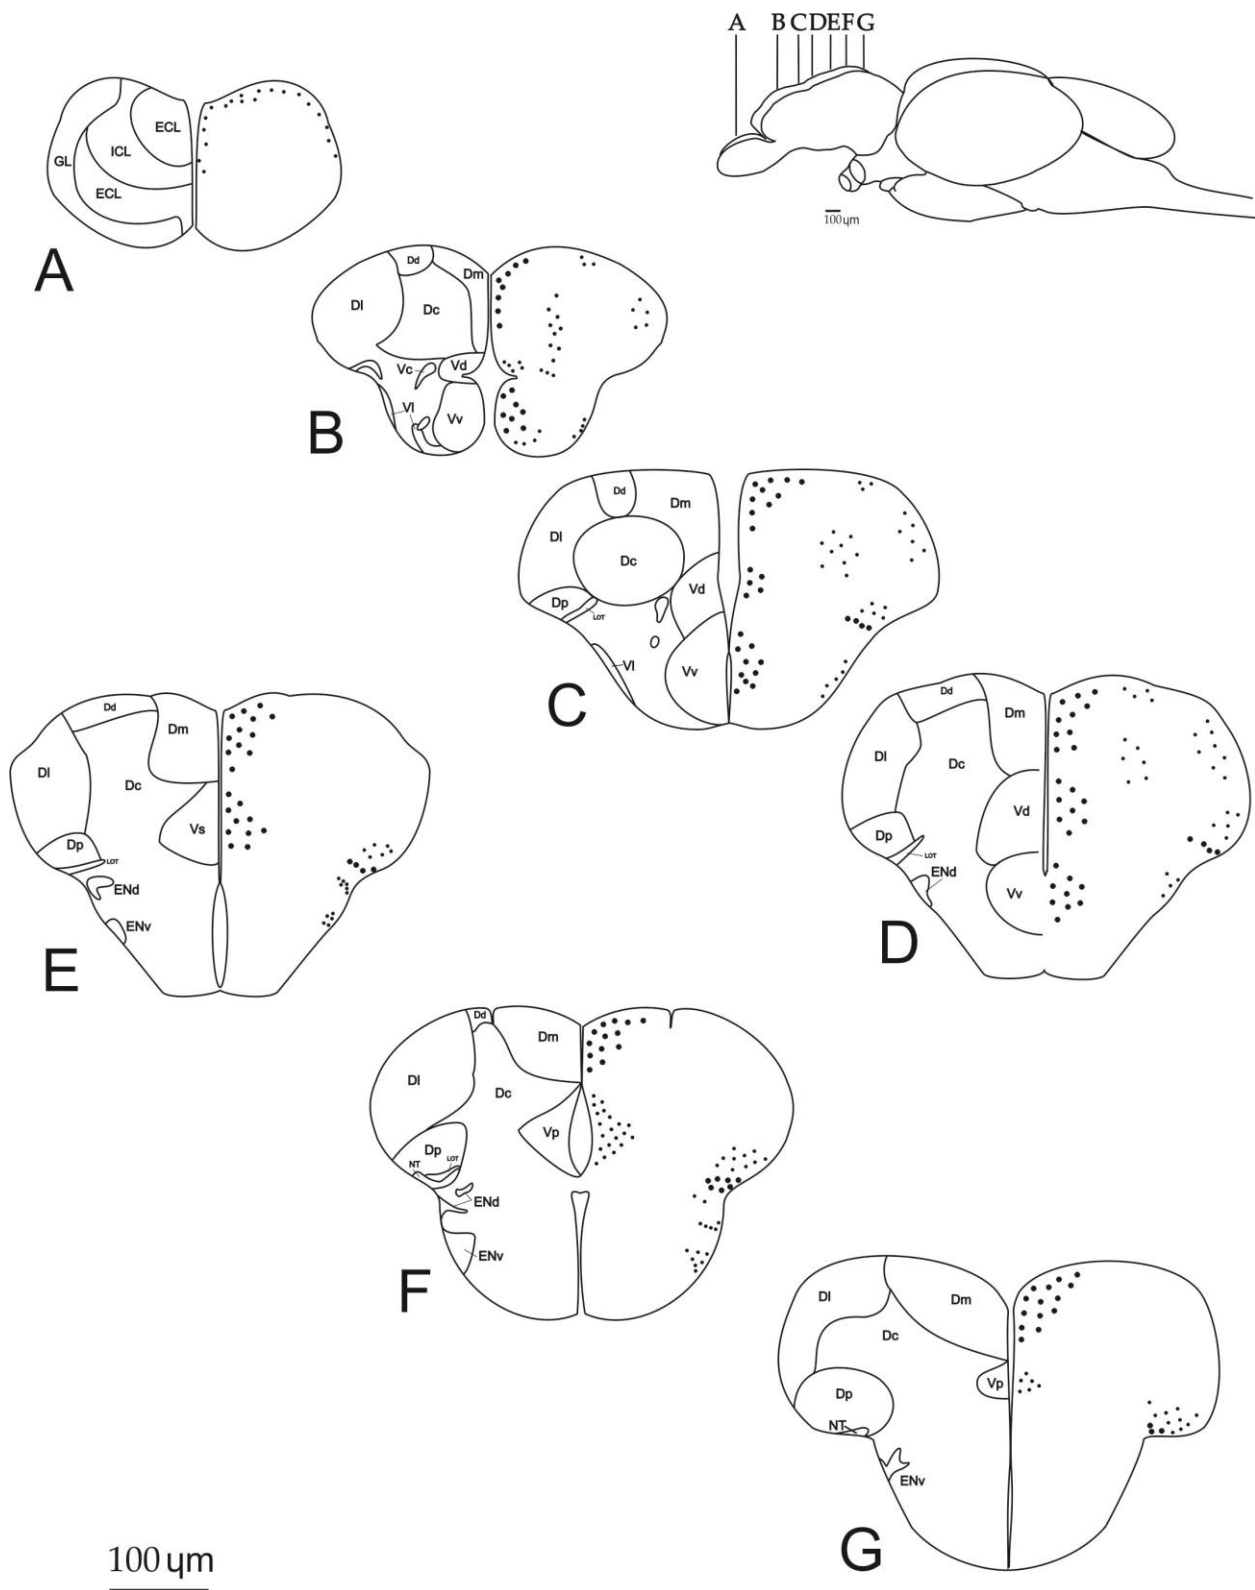 A B C D E F G
100 µm
ECL
ICL
GL
ECL
A
Dd
Dm
Dl
Dc
Vc
Vd
Vl
Vv
B
Dd
Dm
Dl
Dc
Vd
Dp
LOT
Vl
Vv
C
Dd
Dm
Dl
Dc
Vs
Dp
LOT
ENd
ENv
E
Dd
Dm
Dl
Dc
Vd
Dp
LOT
ENd
Vv
D
Dd
Dm
Dl
Dc
Vp
Dp
NT
LOT
ENd
ENv
F
Dl
Dm
Dc
Vp
Dp
NT
ENv
G
100 µm